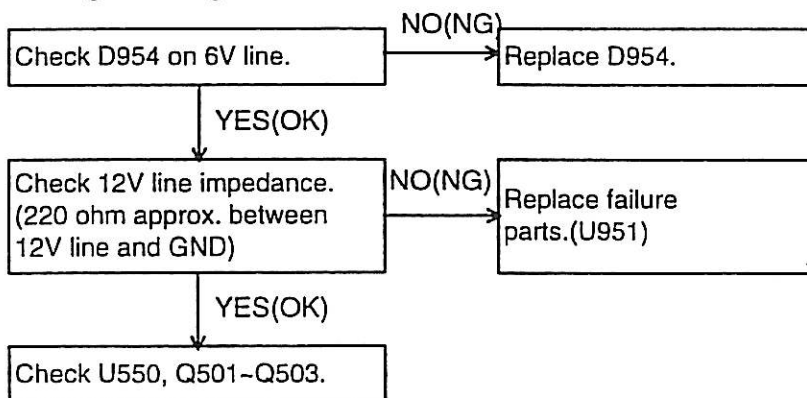 NO(NG)
Check D954 on 6V line.
Replace D954.
YES(OK)
Check 12V line impedance.
(220 ohm approx. between
12V line and GND)
NO(NG)
Replace failure
parts.(U951)
YES(OK)
Check U550, Q501~Q503.